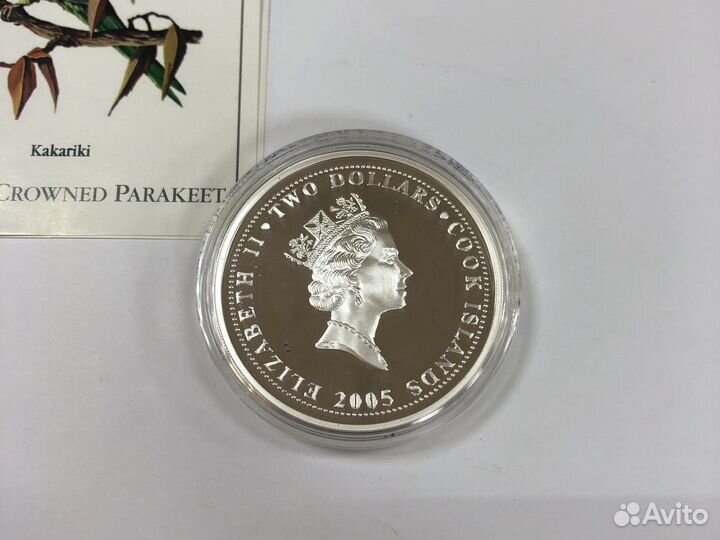 Kakariki
CROWNED PARAKEET
ELIZABETH II • TWO DOLLARS • COOK ISLANDS
2005
Avito